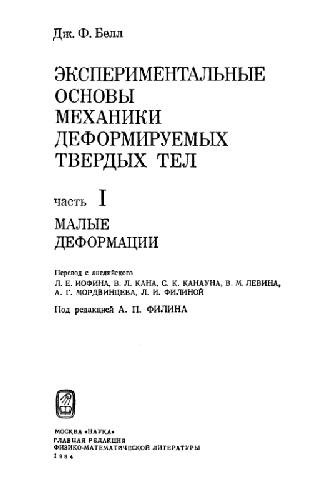 Дж. Ф. Белл
ЭКСПЕРИМЕНТАЛЬНЫЕ
ОСНОВЫ
МЕХАНИКИ
ДЕФОРМИРУЕМЫХ
ТВЕРДЫХ ТЕЛ
часть I
МАЛЫЕ
ДЕФОРМАЦИИ
Перевод с английского
Л. Е. ИОФИНА, В. Л. КАНА, С. К. КАНАУНА, В. М. ЛЕВИНА,
А. Г. МОРДВИНЦЕВА, Л. И. ФИЛИНОЙ
Под редакцией А. П. ФИЛИНА
МОСКВА «НАУКА»
ГЛАВНАЯ РЕДАКЦИЯ
ФИЗИКО-МАТЕМАТИЧЕСКОЙ ЛИТЕРАТУРЫ
1984